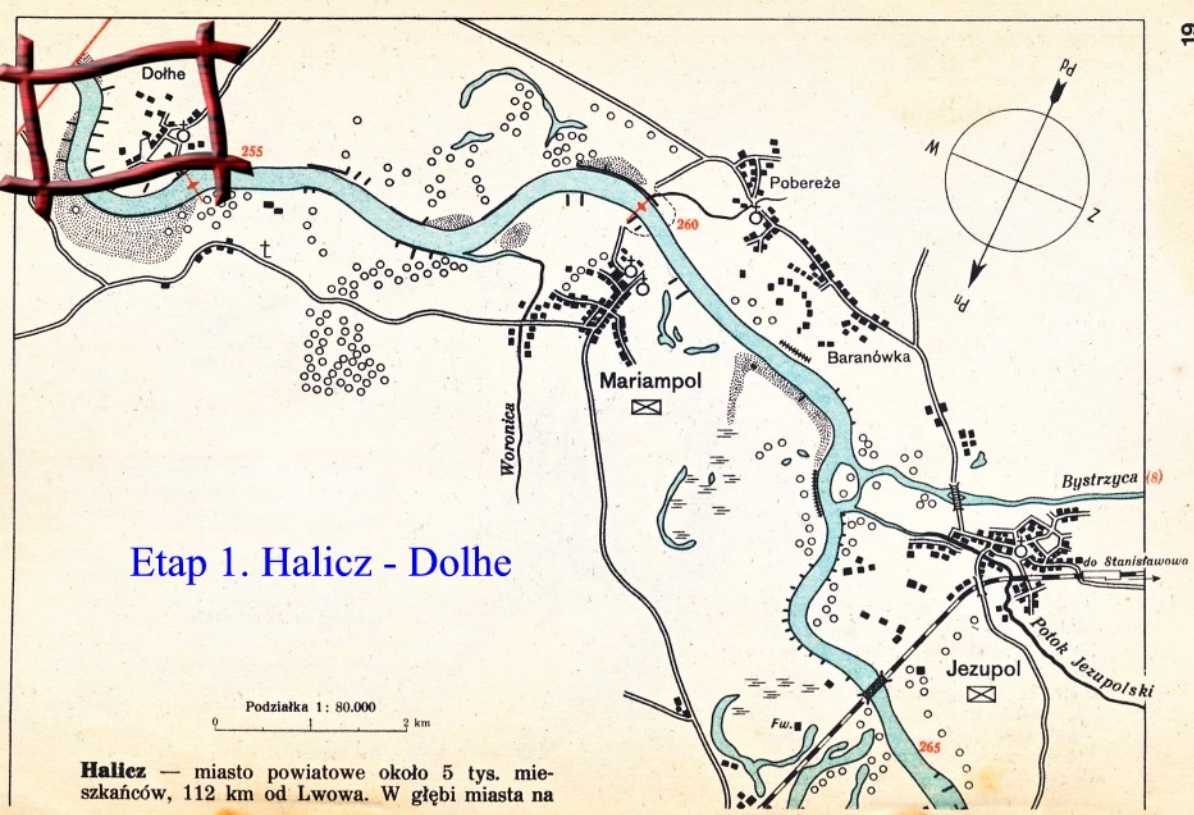 19
Dołhe
Pd
W
Z
Pn
255
260
Pobereże
t
Baranówka
Mariampol
Woronica
Bystrzyca (8)
Etap 1. Halicz - Dolhe
do Stanisławowa
Potok Jezupolski
Jezupol
Podziałka 1 : 80.000
0 1 2 km
Fw.
265
Halicz — miasto powiatowe około 5 tys. mie-
szkańców, 112 km od Lwowa. W głębi miasta na